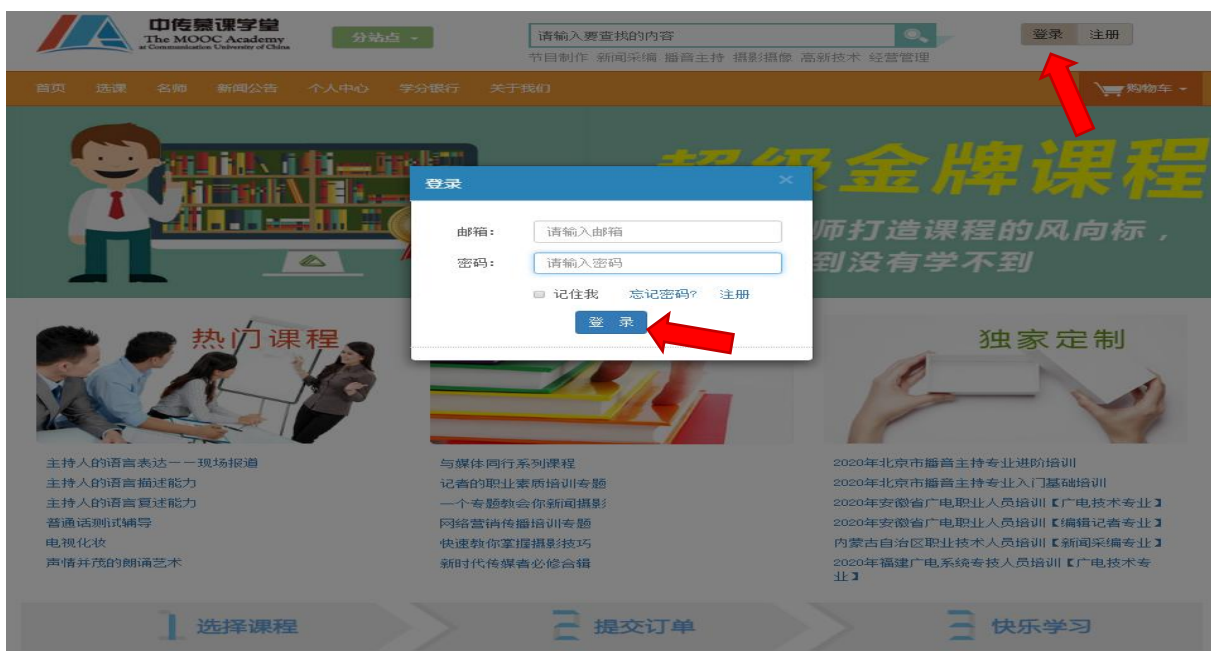 中传慕课学堂
The MOOC Academy
at Communication University of China
分站点
请输入要查找的内容
登录 注册
节目制作 新闻采编 播音主持 摄影摄像 高新技术 经营管理
首页 选课 名师 新闻公告 个人中心 学分银行 关于我们 购物车
超级金牌课程
师打造课程的风向标，
到没有学不到
登录 ×
邮箱： 请输入邮箱
密码： 请输入密码
记住我 忘记密码? 注册
登 录
热门课程
独家定制
主持人的语言表达——现场报道
主持人的语言描述能力
主持人的语言复述能力
普通话测试辅导
电视化妆
声情并茂的朗诵艺术
与媒体同行系列课程
记者的职业素质培训专题
一个专题教会你新闻摄影
网络营销传播培训专题
快速教你掌握摄影技巧
新时代传媒者必修合辑
2020年北京市播音主持专业进阶培训
2020年北京市播音主持专业入门基础培训
2020年安徽省广电职业人员培训【广电技术专业】
2020年安徽省广电职业人员培训【编辑记者专业】
内蒙古自治区职业技术人员培训【新闻采编专业】
2020年福建广电系统专技人员培训【广电技术专
业】
1 选择课程
2 提交订单
3 快乐学习